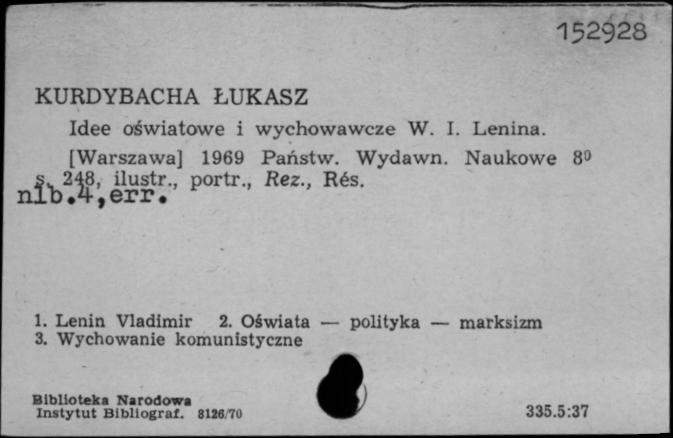 152928
KURDYBACHA ŁUKASZ
Idee oświatowe i wychowawcze W. I. Lenina.
[Warszawa] 1969 Państw. Wydawn. Naukowe 8⁰
s. 248, ilustr., portr., Rez., Rés.
nlb.4,err.
1. Lenin Vladimir 2. Oświata — polityka — marksizm
3. Wychowanie komunistyczne
Biblioteka Narodowa
Instytut Bibliograf. 8126/70
335.5:37